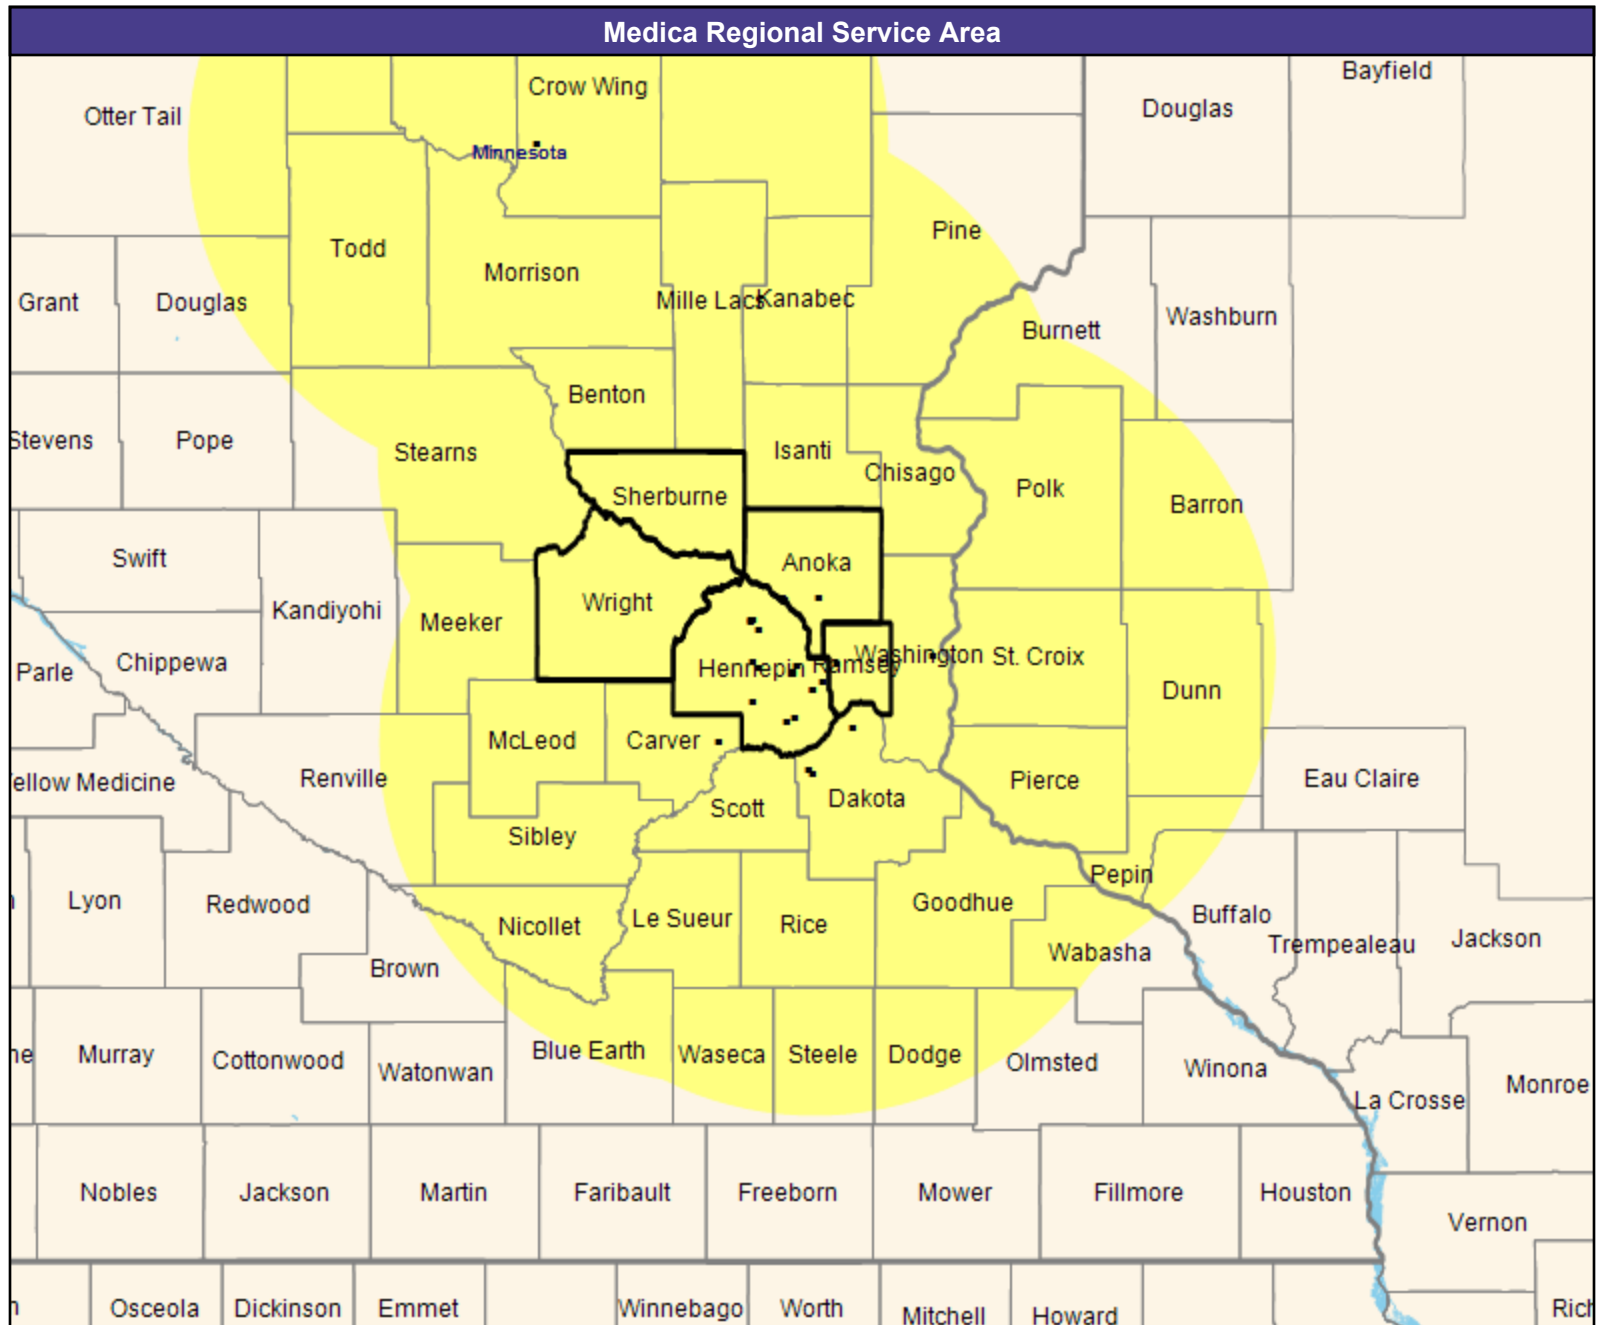 Medica Regional Service Area
Bayfield
Crow Wing
Douglas
Otter Tail
Minnesota
Pine
Todd
Morrison
Mille Lacs
Kanabec
Grant
Douglas
Washburn
Burnett
Benton
Stevens
Pope
Stearns
Isanti
Chisago
Polk
Sherburne
Barron
Swift
Anoka
Wright
Kandiyohi
Meeker
Parle
Chippewa
Hennepin
Ramsey
Washington
St. Croix
Dunn
McLeod
Carver
ellow Medicine
Renville
Pierce
Eau Claire
Scott
Dakota
Sibley
Pepin
Lyon
Redwood
Nicollet
Le Sueur
Rice
Goodhue
Buffalo
Trempealeau
Jackson
Wabasha
Brown
ne
Murray
Cottonwood
Watonwan
Blue Earth
Waseca
Steele
Dodge
Olmsted
Winona
La Crosse
Monroe
Nobles
Jackson
Martin
Faribault
Freeborn
Mower
Fillmore
Houston
Vernon
Osceola
Dickinson
Emmet
Winnebago
Worth
Mitchell
Howard
Rich